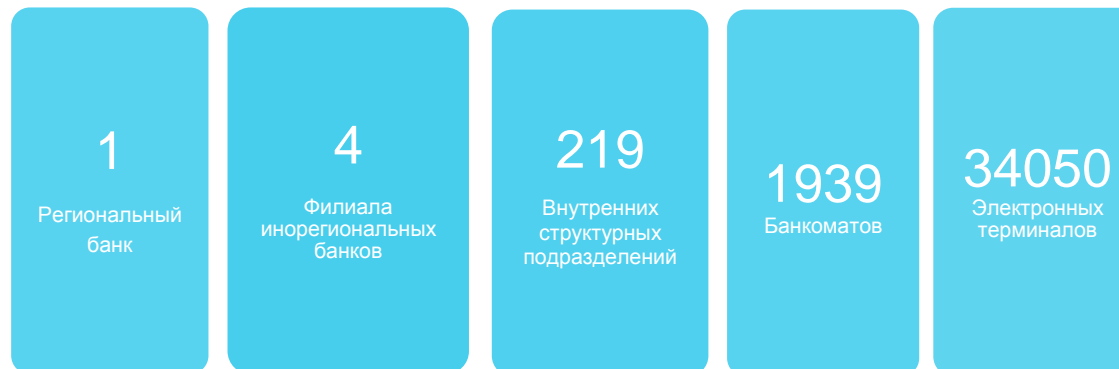 1
Региональный
банк
4
Филиала
инорегиональных
банков
219
Внутренних
структурных
подразделений
1939
Банкоматов
34050
Электронных
терминалов